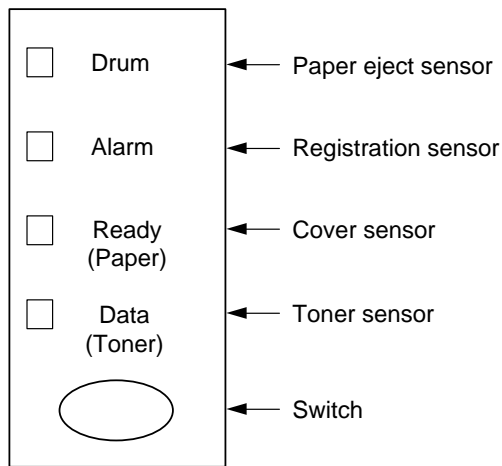 Drum
Paper eject sensor
Alarm
Registration sensor
Ready
(Paper)
Cover sensor
Data
(Toner)
Toner sensor
Switch